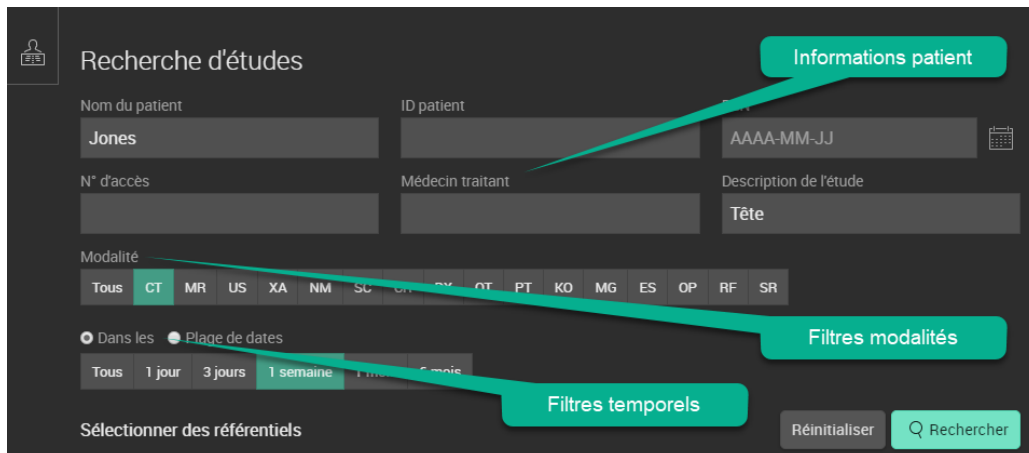 Recherche d'études
Informations patient
Nom du patient
ID patient
Jones
AAAA-MM-JJ
N° d'accès
Médecin traitant
Description de l'étude
Tête
Modalité
Tous CT MR US XA NM SC OT PT KO MG ES OP RF SR
Filtres modalités
Dans les Plage de dates
Tous 1 jour 3 jours 1 semaine
Filtres temporels
Sélectionner des référentiels
Réinitialiser
Rechercher